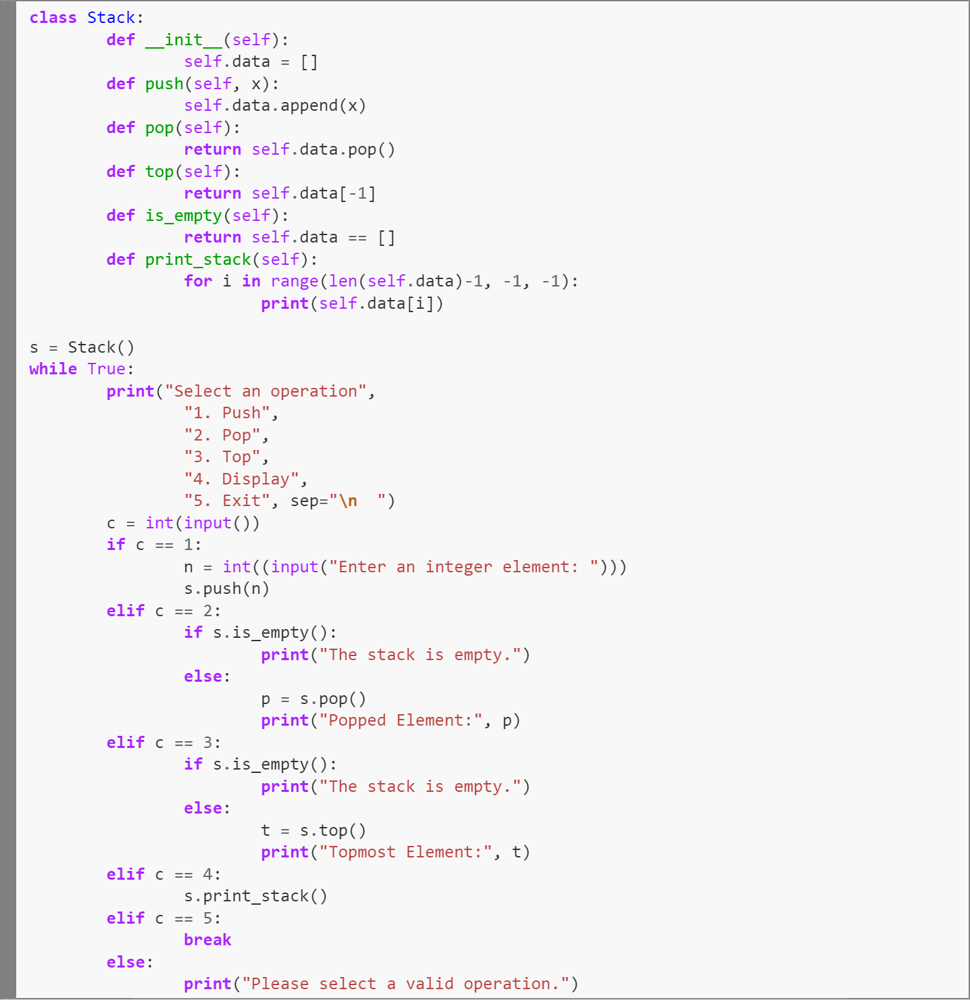 class Stack:
        def __init__(self):
                self.data = []
        def push(self, x):
                self.data.append(x)
        def pop(self):
                return self.data.pop()
        def top(self):
                return self.data[-1]
        def is_empty(self):
                return self.data == []
        def print_stack(self):
                for i in range(len(self.data)-1, -1, -1):
                        print(self.data[i])

s = Stack()
while True:
        print("Select an operation",
                "1. Push",
                "2. Pop",
                "3. Top",
                "4. Display",
                "5. Exit", sep="\n  ")
        c = int(input())
        if c == 1:
                n = int((input("Enter an integer element: ")))
                s.push(n)
        elif c == 2:
                if s.is_empty():
                        print("The stack is empty.")
                else:
                        p = s.pop()
                        print("Popped Element:", p)
        elif c == 3:
                if s.is_empty():
                        print("The stack is empty.")
                else:
                        t = s.top()
                        print("Topmost Element:", t)
        elif c == 4:
                s.print_stack()
        elif c == 5:
                break
        else:
                print("Please select a valid operation.")